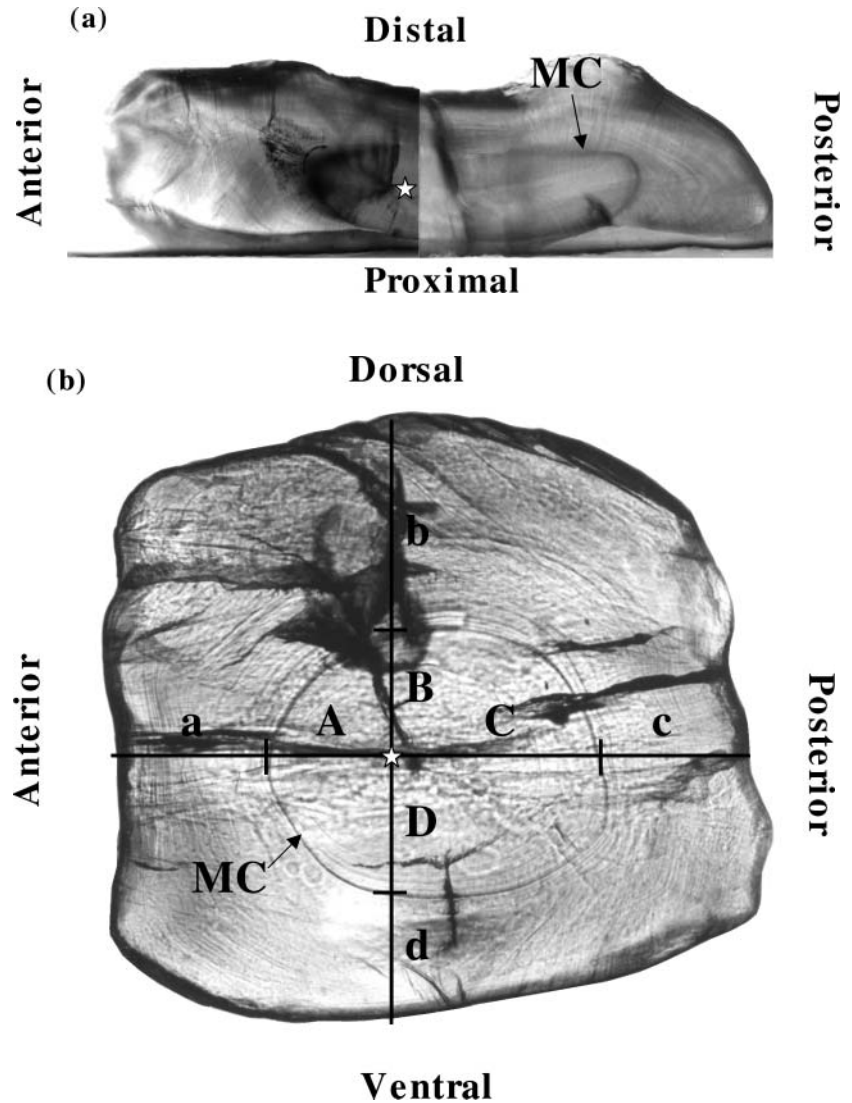 (a)
Distal
Anterior
MC
Posterior
Proximal
(b)
Dorsal
b
B
a
A
C
c
Anterior
Posterior
D
MC
d
Ventral